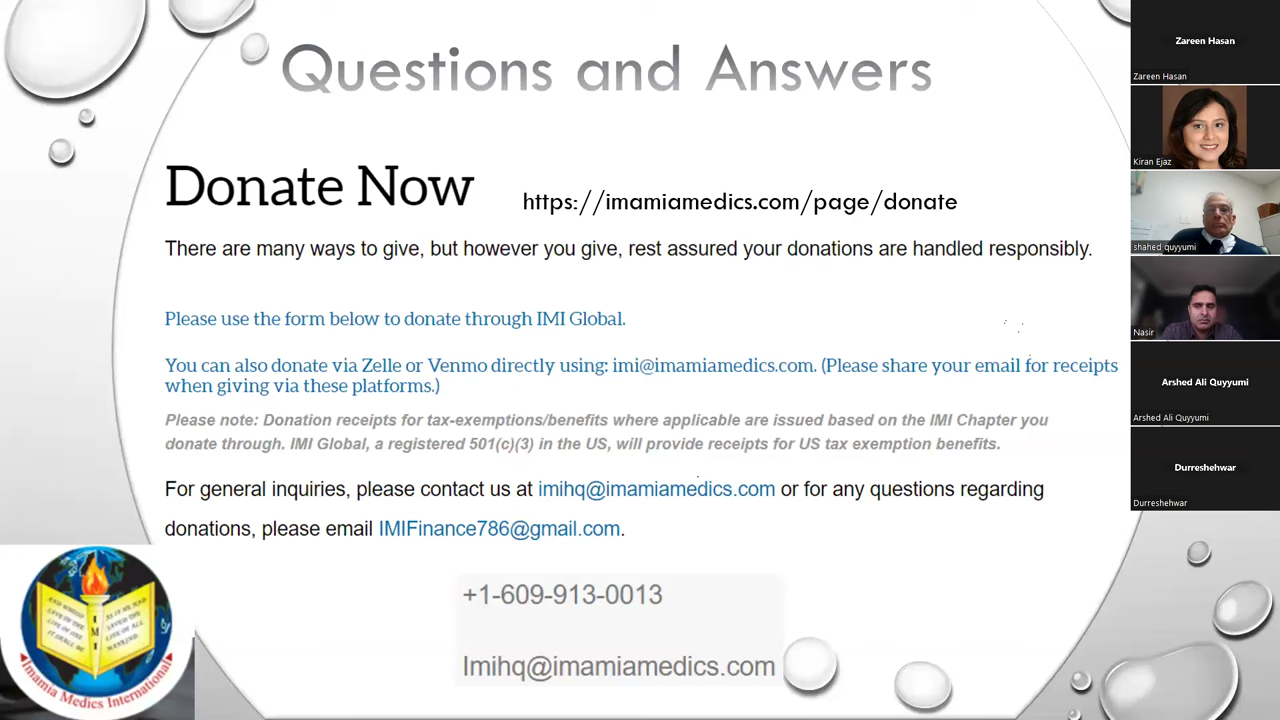 Questions and Answers
Donate Now
https://imamiamedics.com/page/donate
There are many ways to give, but however you give, rest assured your donations are handled responsibly.
Please use the form below to donate through IMI Global.
You can also donate via Zelle or Venmo directly using: imi@imamiamedics.com. (Please share your email for receipts
when giving via these platforms.)
Please note: Donation receipts for tax-exemptions/benefits where applicable are issued based on the IMI Chapter you
donate through. IMI Global, a registered 501(c)(3) in the US, will provide receipts for US tax exemption benefits.
For general inquiries, please contact us at imihq@imamiamedics.com or for any questions regarding
donations, please email IMIFinance786@gmail.com.
+1-609-913-0013
Imihq@imamiamedics.com
IMI
Imamia Medics International
Zareen Hasan
Zareen Hasan
Kiran Ejaz
shahed quyyumi
Nasir
Arshed Ali Quyyumi
Arshed Ali Quyyumi
Durreshehwar
Durreshehwar